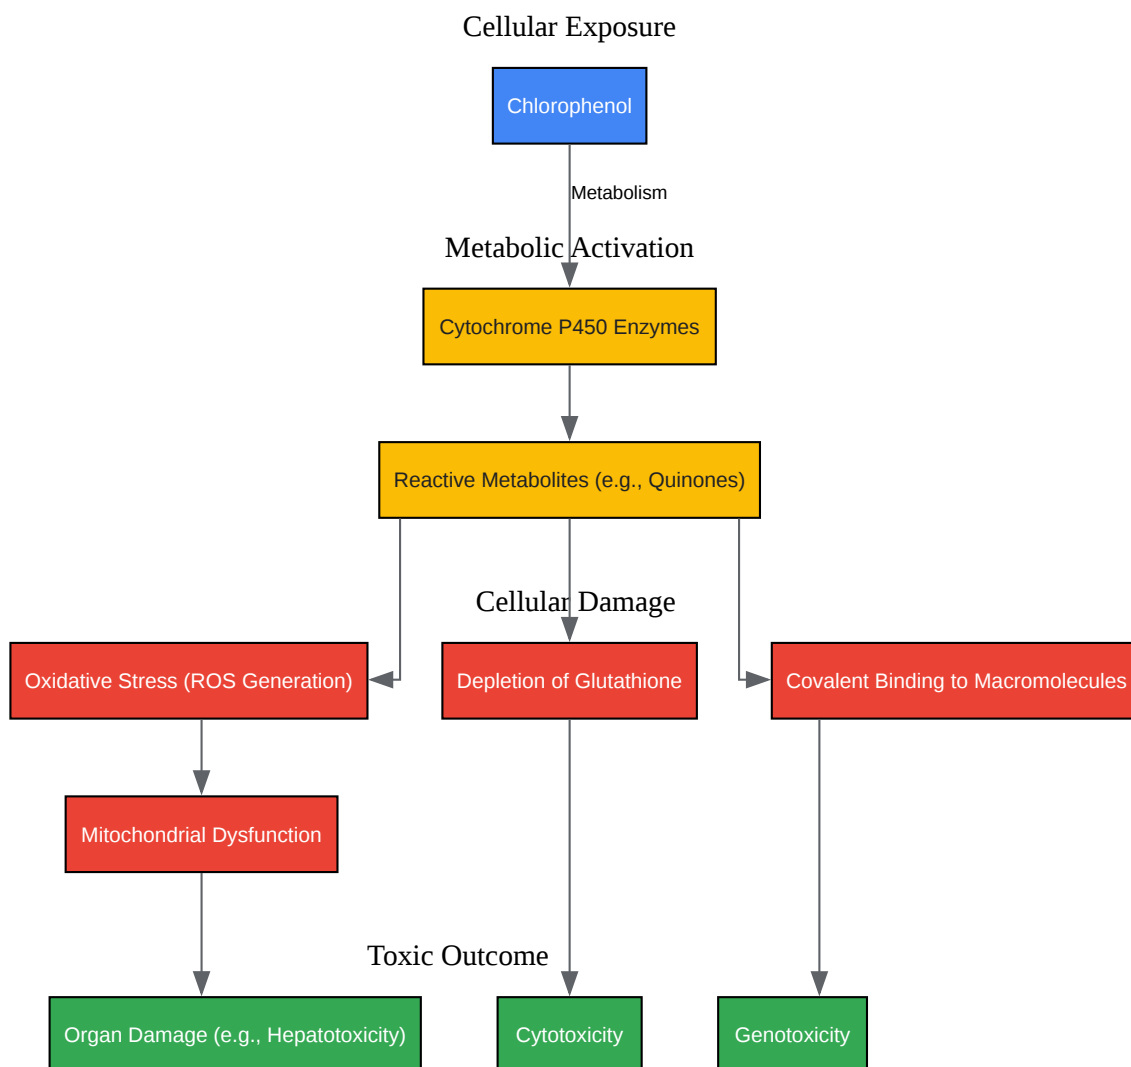 Cellular Exposure
Chlorophenol
Metabolism
Metabolic Activation
Cytochrome P450 Enzymes
Reactive Metabolites (e.g., Quinones)
Cellular Damage
Oxidative Stress (ROS Generation)
Depletion of Glutathione
Covalent Binding to Macromolecules
Mitochondrial Dysfunction
Toxic Outcome
Organ Damage (e.g., Hepatotoxicity)
Cytotoxicity
Genotoxicity